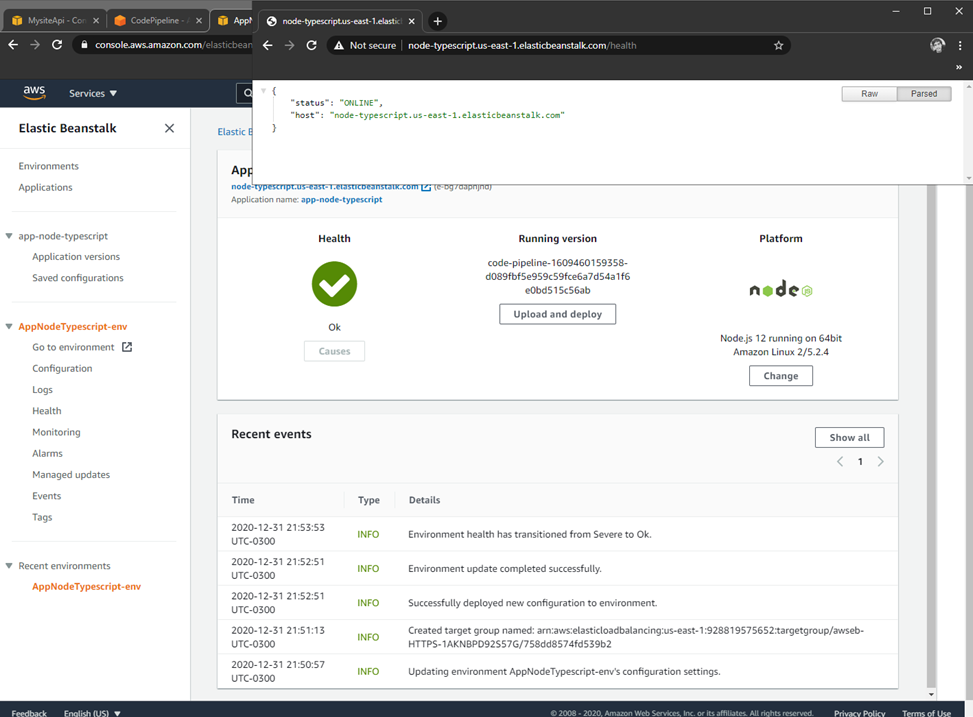 MysiteApi - Con
CodePipeline - A
AppN
node-typescript.us-east-1.elasticbeanstalk
console.aws.amazon.com/elasticbean
Not secure
node-typescript.us-east-1.elasticbeanstalk.com/health
aws
Services
{
"status": "ONLINE",
"host": "node-typescript.us-east-1.elasticbeanstalk.com"
}
Raw
Parsed
Elastic Beanstalk
Environments
Applications
app-node-typescript
Application versions
Saved configurations
AppNodeTypescript-env
Go to environment
Configuration
Logs
Health
Monitoring
Alarms
Managed updates
Events
Tags
Recent environments
AppNodeTypescript-env
Elastic B
App
node-typescript.us-east-1.elasticbeanstalk.com
Application name: app-node-typescript
Health
Ok
Causes
Running version
code-pipeline-1609460159358-
d089fbf5e959c59fce6a7d54a1f6
e0bd515c56ab
Upload and deploy
Platform
node
Node.js 12 running on 64bit
Amazon Linux 2/5.2.4
Change
Recent events
Show all
1
Time Type Details
2020-12-31 21:53:53
UTC-0300
INFO
Environment health has transitioned from Severe to Ok.
2020-12-31 21:52:51
UTC-0300
INFO
Environment update completed successfully.
2020-12-31 21:52:51
UTC-0300
INFO
Successfully deployed new configuration to environment.
2020-12-31 21:51:13
UTC-0300
INFO
Created target group named: arn:aws:elasticloadbalancing:us-east-1:928819575652:targetgroup/awseb-
HTTPS-1AKNBPD92S57G/758dd8574fd539b2
2020-12-31 21:50:57
UTC-0300
INFO
Updating environment AppNodeTypescript-env's configuration settings.
Feedback
English (US)
© 2008 - 2020, Amazon Web Services, Inc. or its affiliates. All rights reserved.
Privacy Policy
Terms of Use